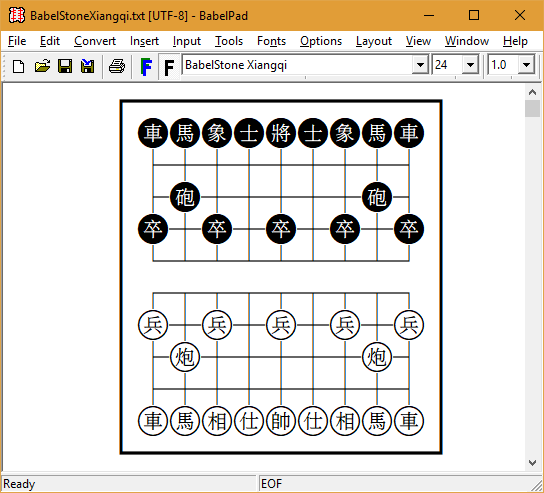 BabelStoneXiangqi.txt [UTF-8] - BabelPad
File Edit Convert Insert Input Tools Fonts Options Layout View Window Help
F F BabelStone Xiangqi 24 1.0
車馬象士將士象馬車
砲砲
卒卒卒卒卒
兵兵兵兵兵
炮炮
車馬相仕帥仕相馬車
Ready EOF